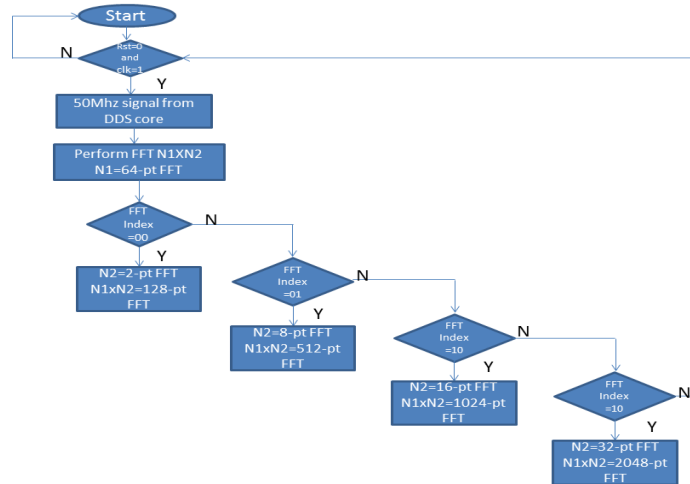 Start
Rst=0
and
clk=1
N
Y
50Mhz signal from
DDS core
Perform FFT N1XN2
N1=64-pt FFT
FFT
Index
=00
N
Y
N2=2-pt FFT
N1xN2=128-pt
FFT
FFT
Index
=01
N
Y
N2=8-pt FFT
N1xN2=512-pt
FFT
FFT
Index
=10
N
Y
N2=16-pt FFT
N1xN2=1024-pt
FFT
FFT
Index
=10
N
Y
N2=32-pt FFT
N1xN2=2048-pt
FFT